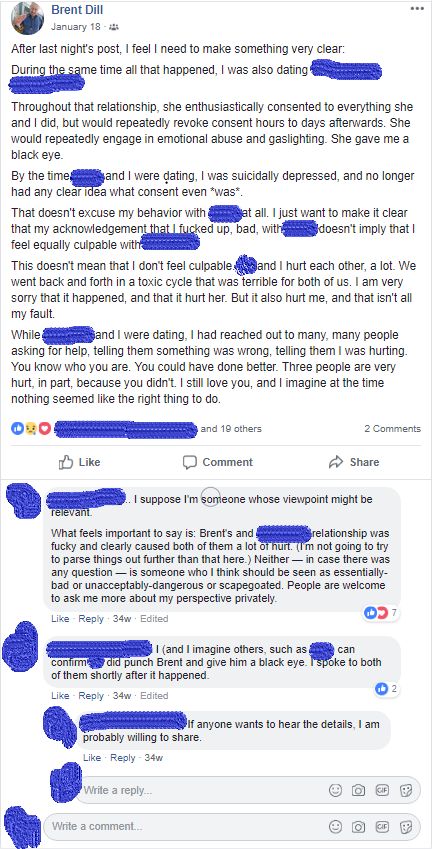 Brent Dill
January 18 ·
After last night's post, I feel I need to make something very clear:
During the same time all that happened, I was also dating
Throughout that relationship, she enthusiastically consented to everything she
and I did, but would repeatedly revoke consent hours to days afterwards. She
would repeatedly engage in emotional abuse and gaslighting. She gave me a
black eye.
By the time and I were dating, I was suicidally depressed, and no longer
had any clear idea what consent even *was*.
That doesn't excuse my behavior with at all. I just want to make it clear
that my acknowledgement that I fucked up, bad, with doesn't imply that I
feel equally culpable with
This doesn't mean that I don't feel culpable. and I hurt each other, a lot. We
went back and forth in a toxic cycle that was terrible for both of us. I am very
sorry that it happened, and that it hurt her. But it also hurt me, and that isn't all
my fault.
While and I were dating, I had reached out to many, many people
asking for help, telling them something was wrong, telling them I was hurting.
You know who you are. You could have done better. Three people are very
hurt, in part, because you didn't. I still love you, and I imagine at the time
nothing seemed like the right thing to do.
and 19 others
2 Comments
Like
Comment
Share
. I suppose I'm someone whose viewpoint might be
relevant.
What feels important to say is: Brent's and relationship was
fucky and clearly caused both of them a lot of hurt. (I'm not going to try
to parse things out further than that here.) Neither — in case there was
any question — is someone who I think should be seen as essentially-
bad or unacceptably-dangerous or scapegoated. People are welcome
to ask me more about my perspective privately.
Like · Reply · 34w · Edited
7
I (and I imagine others, such as can
confirm did punch Brent and give him a black eye. I spoke to both
of them shortly after it happened.
Like · Reply · 34w · Edited
2
If anyone wants to hear the details, I am
probably willing to share.
Like · Reply · 34w
Write a reply...
GIF
Write a comment...
GIF